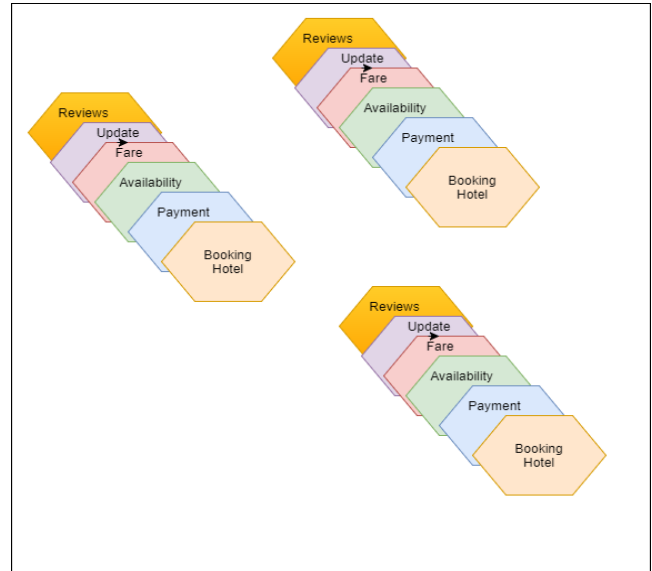 Reviews
Update
Fare
Availability
Payment
Booking
Hotel
Reviews
Update
Fare
Availability
Payment
Booking
Hotel
Reviews
Update
Fare
Availability
Payment
Booking
Hotel